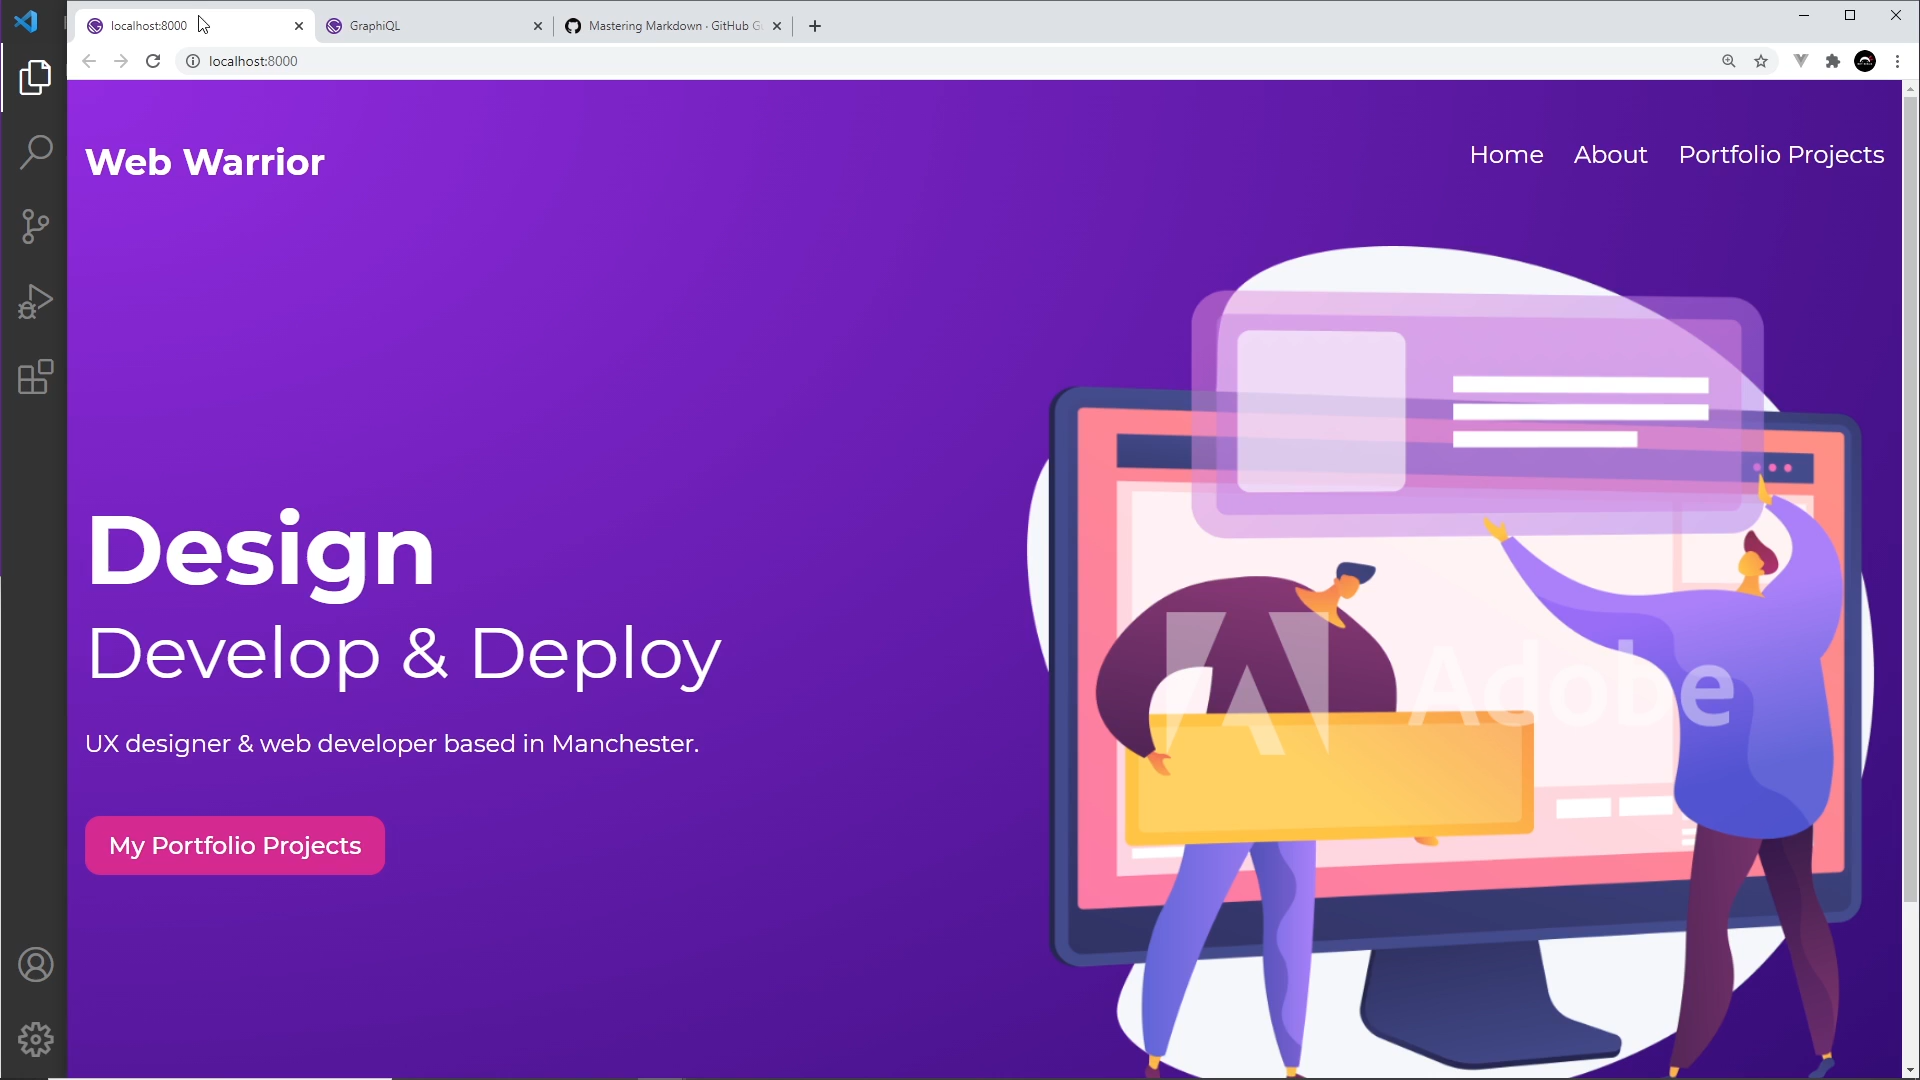 localhost:8000
GraphiQL
Mastering Markdown · GitHub G
localhost:8000
Web Warrior
Home
About
Portfolio Projects
Design
Develop & Deploy
UX designer & web developer based in Manchester.
My Portfolio Projects
Adobe